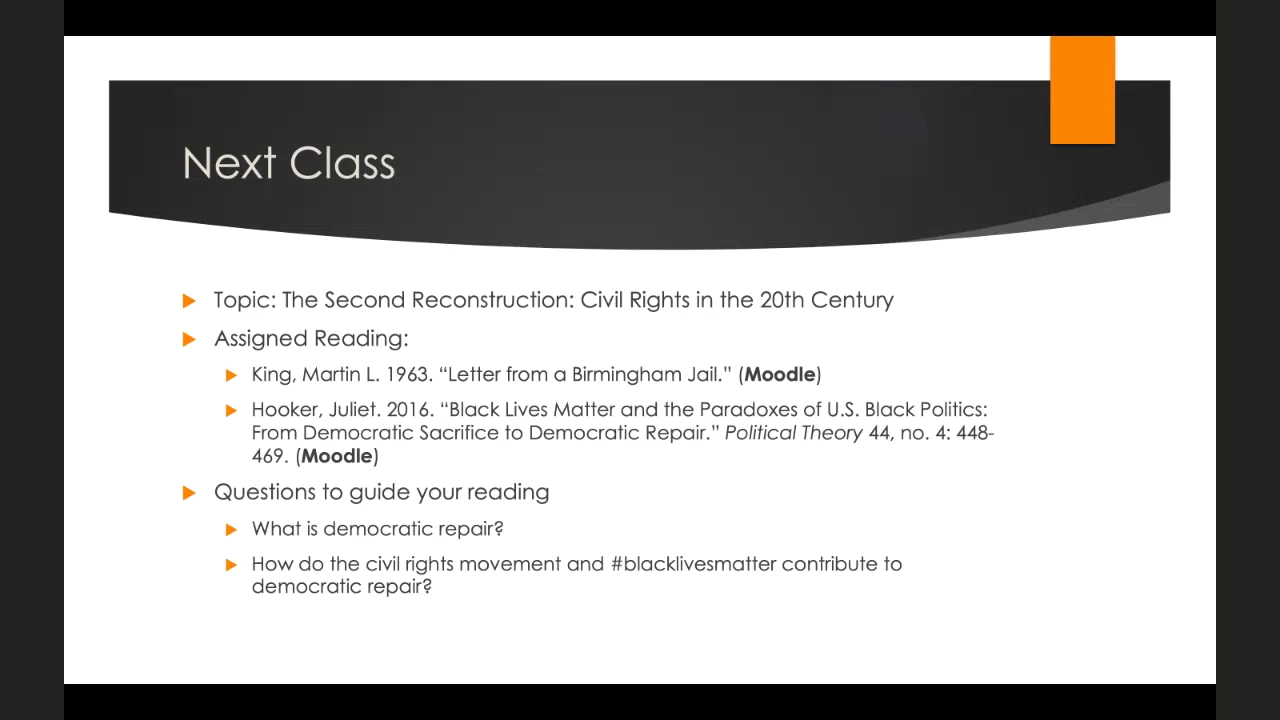 Next Class
Topic: The Second Reconstruction: Civil Rights in the 20th Century
Assigned Reading:
King, Martin L. 1963. “Letter from a Birmingham Jail.” (Moodle)
Hooker, Juliet. 2016. “Black Lives Matter and the Paradoxes of U.S. Black Politics:
From Democratic Sacrifice to Democratic Repair.” Political Theory 44, no. 4: 448-
469. (Moodle)
Questions to guide your reading
What is democratic repair?
How do the civil rights movement and #blacklivesmatter contribute to
democratic repair?